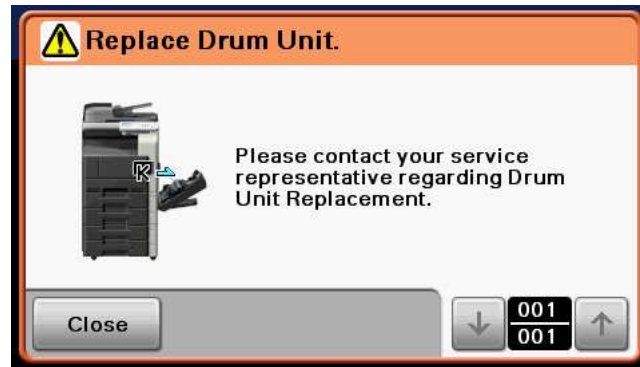 Replace Drum Unit.
K
Please contact your service
representative regarding Drum
Unit Replacement.
Close
001
001